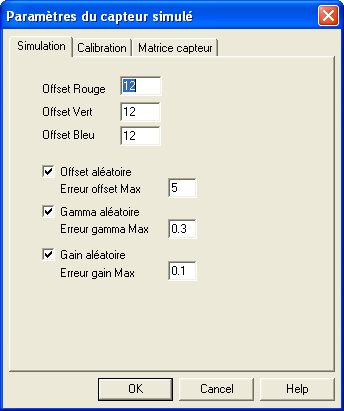 Paramètres du capteur simulé
Simulation Calibration Matrice capteur
Offset Rouge 12
Offset Vert 12
Offset Bleu 12
Offset aléatoire
Erreur offset Max 5
Gamma aléatoire
Erreur gamma Max 0.3
Gain aléatoire
Erreur gain Max 0.1
OK Cancel Help